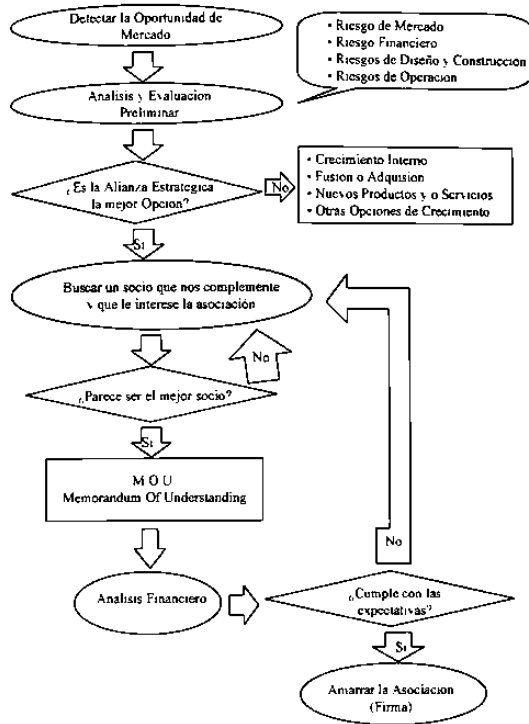 Detectar la Oportunidad de
Mercado
• Riesgo de Mercado
• Riesgo Financiero
• Riesgos de Diseño y Construccion
• Riesgos de Operacion
Analisis y Evaluacion
Preliminar
¿Es la Alianza Estrategica
la mejor Opcion?
No
• Crecimiento Interno
• Fusion o Adquision
• Nuevos Productos y o Servicios
• Otras Opciones de Crecimiento
Si
Buscar un socio que nos complemente
y que le interese la asociación
No
¿Parece ser el mejor socio?
Si
M O U
Memorandum Of Understanding
No
Analisis Financiero
¿Cumple con las
expectativas?
Si
Amarrar la Asociacion
(Firma)